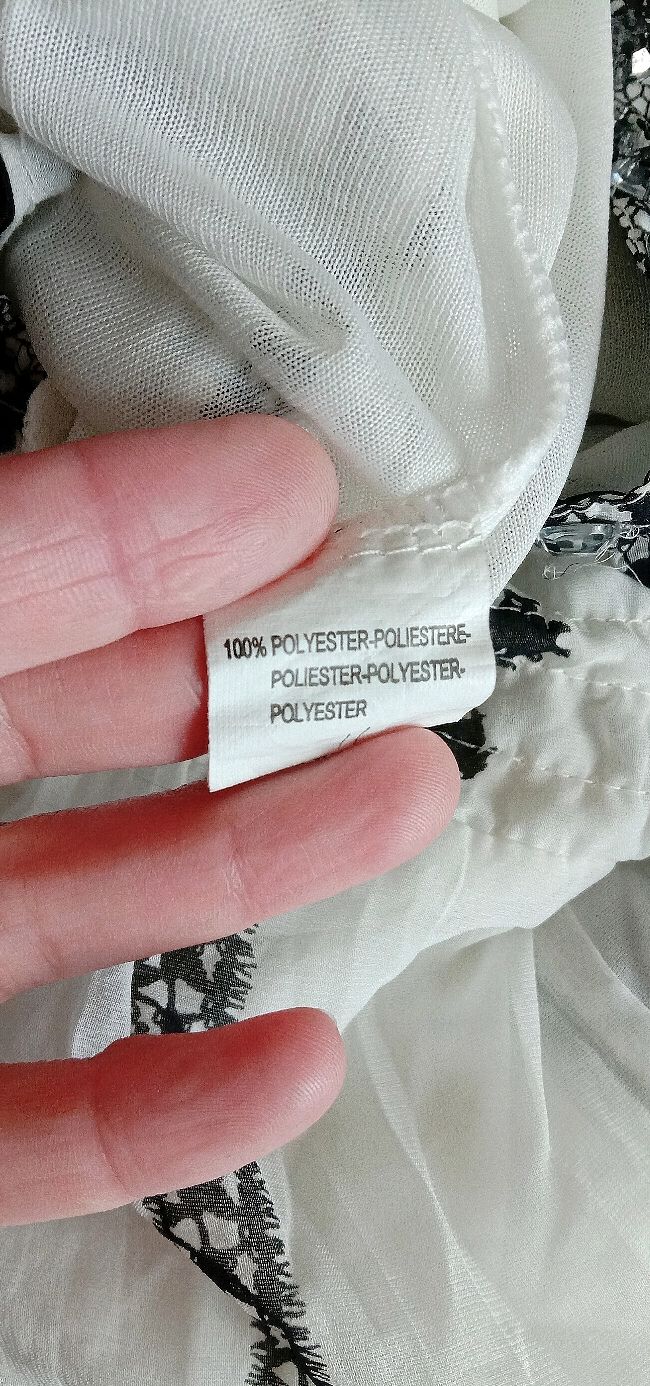 100% POLYESTER-POLIESTERE-
POLIESTER-POLYESTER-
POLYESTER